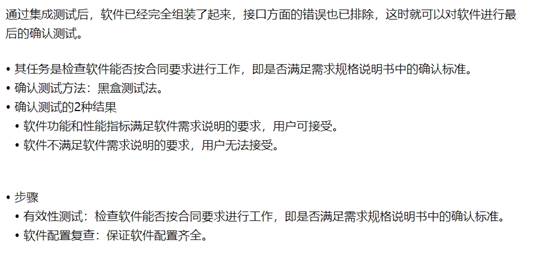 通过集成测试后，软件已经完全组装了起来，接口方面的错误也已排除，这时就可以对软件进行最
后的确认测试。
• 其任务是检查软件能否按合同要求进行工作，即是否满足需求规格说明书中的确认标准。
• 确认测试方法：黑盒测试法。
• 确认测试的2种结果
• 软件功能和性能指标满足软件需求说明的要求，用户可接受。
• 软件不满足软件需求说明的要求，用户无法接受。
• 步骤
• 有效性测试：检查软件能否按合同要求进行工作，即是否满足需求规格说明书中的确认标准。
• 软件配置复查：保证软件配置齐全。